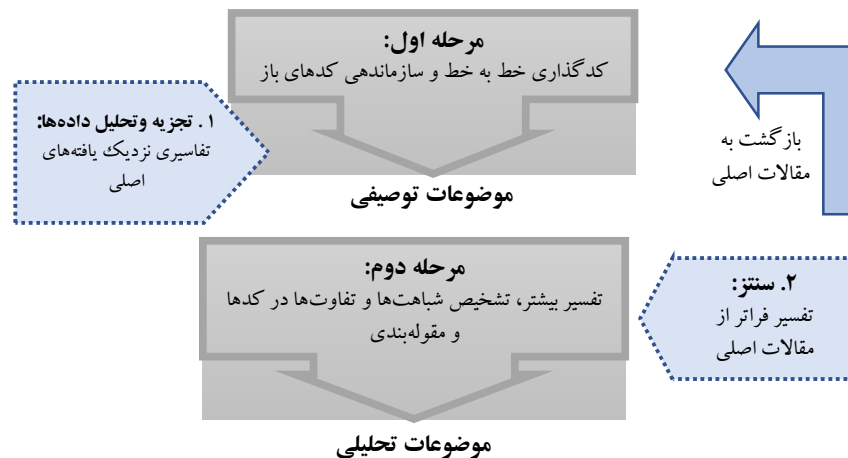 مرحله اول:
کدگذاری خط به خط و سازماندهی کدهای باز
۱. تجزیه وتحلیل داده‌ها:
تفاسیری نزدیک یافته‌های
اصلی
بازگشت به
مقالات اصلی
موضوعات توصیفی
مرحله دوم:
تفسیر بیشتر، تشخیص شباهت‌ها و تفاوت‌ها در کدها
و مقوله‌بندی
۲. سنتز:
تفسیر فراتر از
مقالات اصلی
موضوعات تحلیلی